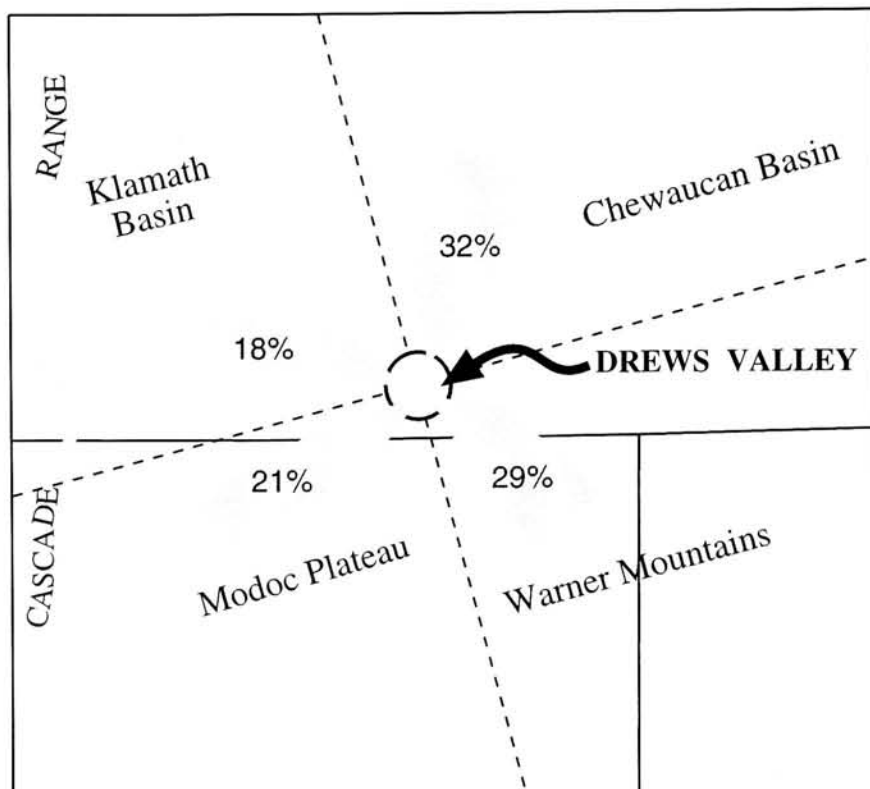 RANGE
Klamath
Basin
Chewaucan Basin
32%
18%
DREWS VALLEY
21%
29%
CASCADE
Modoc Plateau
Warner Mountains